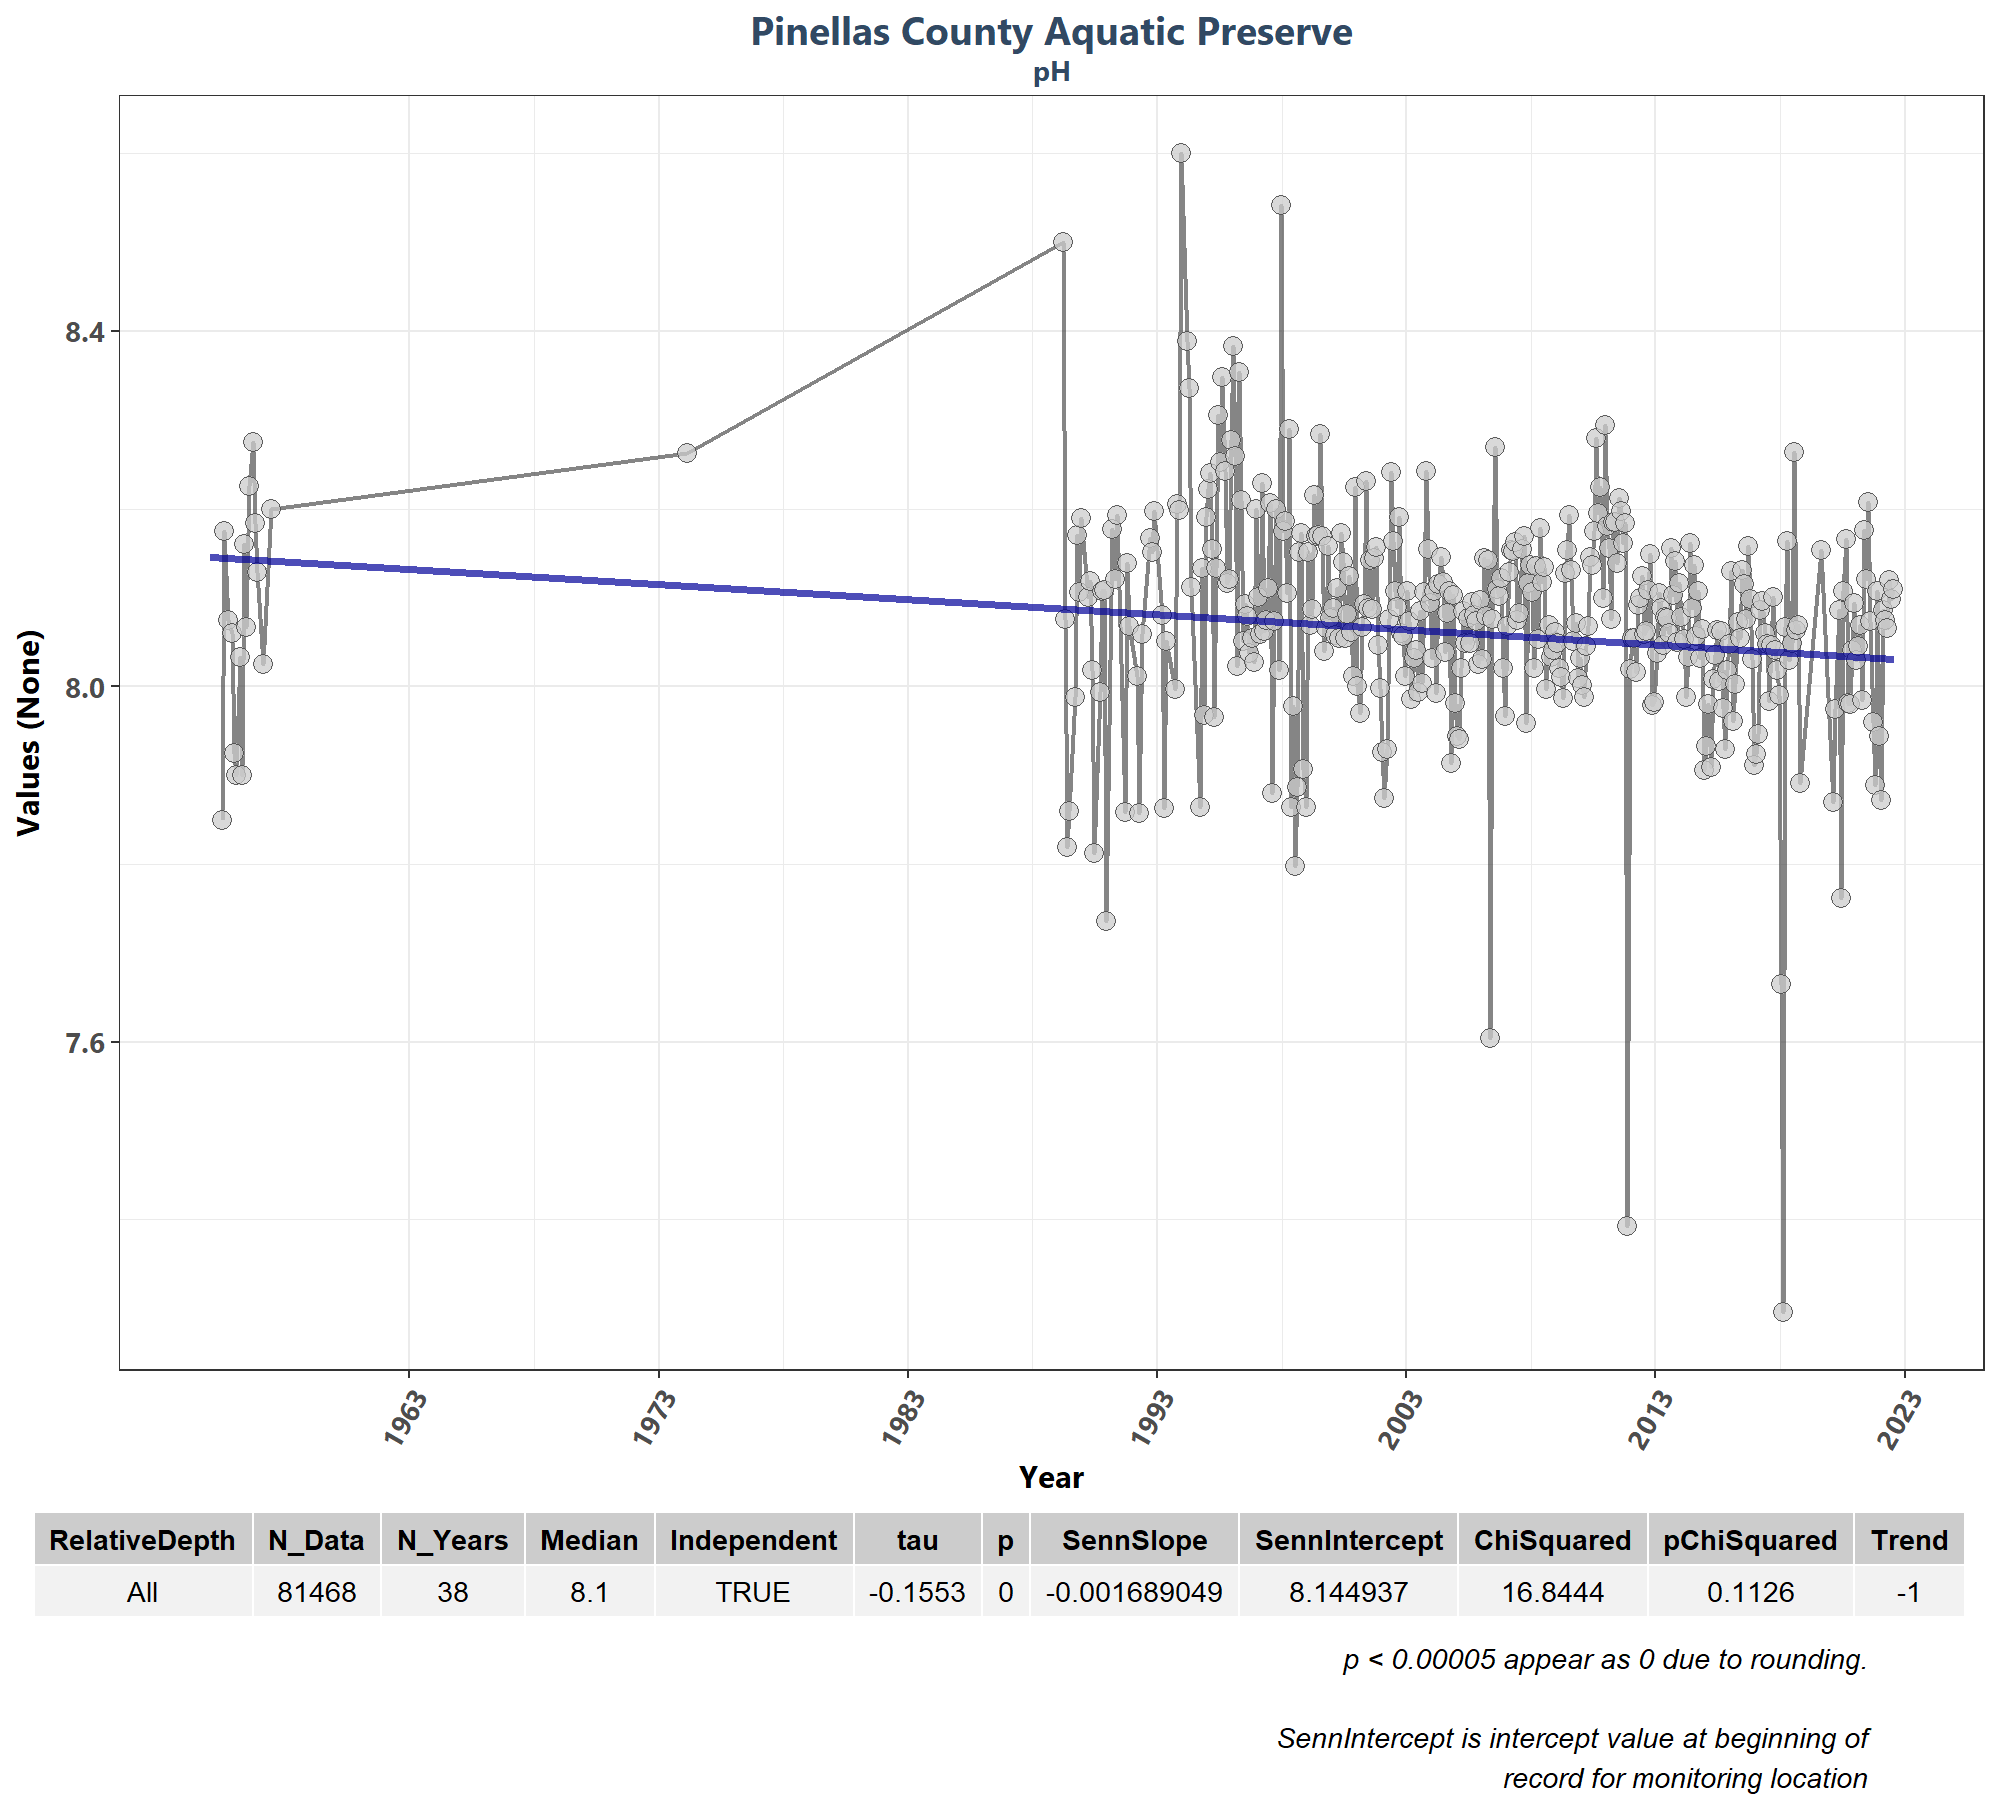 Pinellas County Aquatic Preserve
pH
Values (None)
8.4
8.0
7.6
1963
1973
1983
1993
2003
2013
2023
Year
RelativeDepth N_Data N_Years Median Independent tau p SennSlope SennIntercept ChiSquared pChiSquared Trend
All 81468 38 8.1 TRUE -0.1553 0 -0.001689049 8.144937 16.8444 0.1126 -1
p < 0.00005 appear as 0 due to rounding.
SennIntercept is intercept value at beginning of
record for monitoring location